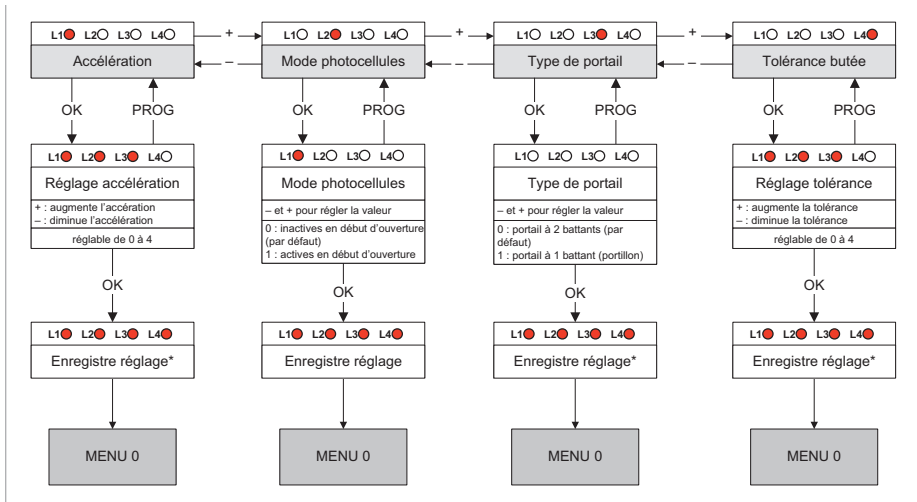 L1 L2 L3 L4 + L1 L2 L3 L4 + L1 L2 L3 L4 + L1 L2 L3 L4
Accélération – Mode photocellules – Type de portail – Tolérance butée
OK PROG OK PROG OK PROG OK PROG
L1 L2 L3 L4
Réglage accélération
+ : augmente l'accération
– : diminue l'accélération
réglable de 0 à 4
L1 L2 L3 L4
Mode photocellules
– et + pour régler la valeur
0 : inactives en début d'ouverture
(par défaut)
1 : actives en début d'ouverture
L1 L2 L3 L4
Type de portail
– et + pour régler la valeur
0 : portail à 2 battants (par
défaut)
1 : portail à 1 battant (portillon)
L1 L2 L3 L4
Réglage tolérance
+ : augmente la tolérance
– : diminue la tolérance
réglable de 0 à 4
OK OK OK OK
L1 L2 L3 L4 L1 L2 L3 L4 L1 L2 L3 L4 L1 L2 L3 L4
Enregistre réglage* Enregistre réglage Enregistre réglage* Enregistre réglage*
MENU 0 MENU 0 MENU 0 MENU 0